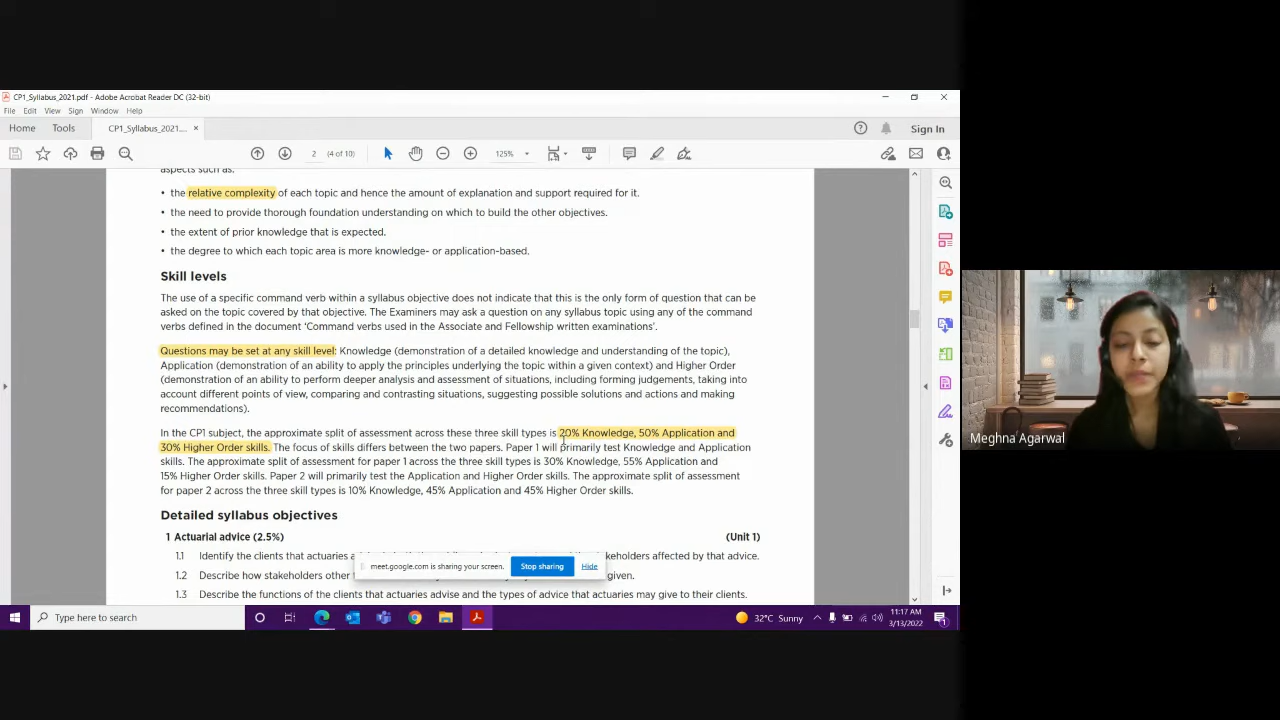 CP1_Syllabus_2021.pdf - Adobe Acrobat Reader DC (32-bit)
File Edit View Sign Window Help
Home Tools CP1_Syllabus_2021.... × Sign In
2 (4 of 10) 125%
aspects such as:
• the relative complexity of each topic and hence the amount of explanation and support required for it.
• the need to provide thorough foundation understanding on which to build the other objectives.
• the extent of prior knowledge that is expected.
• the degree to which each topic area is more knowledge- or application-based.
Skill levels
The use of a specific command verb within a syllabus objective does not indicate that this is the only form of question that can be
asked on the topic covered by that objective. The Examiners may ask a question on any syllabus topic using any of the command
verbs defined in the document ‘Command verbs used in the Associate and Fellowship written examinations’.
Questions may be set at any skill level: Knowledge (demonstration of a detailed knowledge and understanding of the topic),
Application (demonstration of an ability to apply the principles underlying the topic within a given context) and Higher Order
(demonstration of an ability to perform deeper analysis and assessment of situations, including forming judgements, taking into
account different points of view, comparing and contrasting situations, suggesting possible solutions and actions and making
recommendations).
In the CP1 subject, the approximate split of assessment across these three skill types is 20% Knowledge, 50% Application and
30% Higher Order skills. The focus of skills differs between the two papers. Paper 1 will primarily test Knowledge and Application
skills. The approximate split of assessment for paper 1 across the three skill types is 30% Knowledge, 55% Application and
15% Higher Order skills. Paper 2 will primarily test the Application and Higher Order skills. The approximate split of assessment
for paper 2 across the three skill types is 10% Knowledge, 45% Application and 45% Higher Order skills.
Detailed syllabus objectives
1 Actuarial advice (2.5%) (Unit 1)
1.1 Identify the clients that actuaries stakeholders affected by that advice.
meet.google.com is sharing your screen. Stop sharing Hide
1.2 Describe how stakeholders other given.
1.3 Describe the functions of the clients that actuaries advise and the types of advice that actuaries may give to their clients.
Type here to search
32°C Sunny
11:17 AM
3/13/2022
Meghna Agarwal